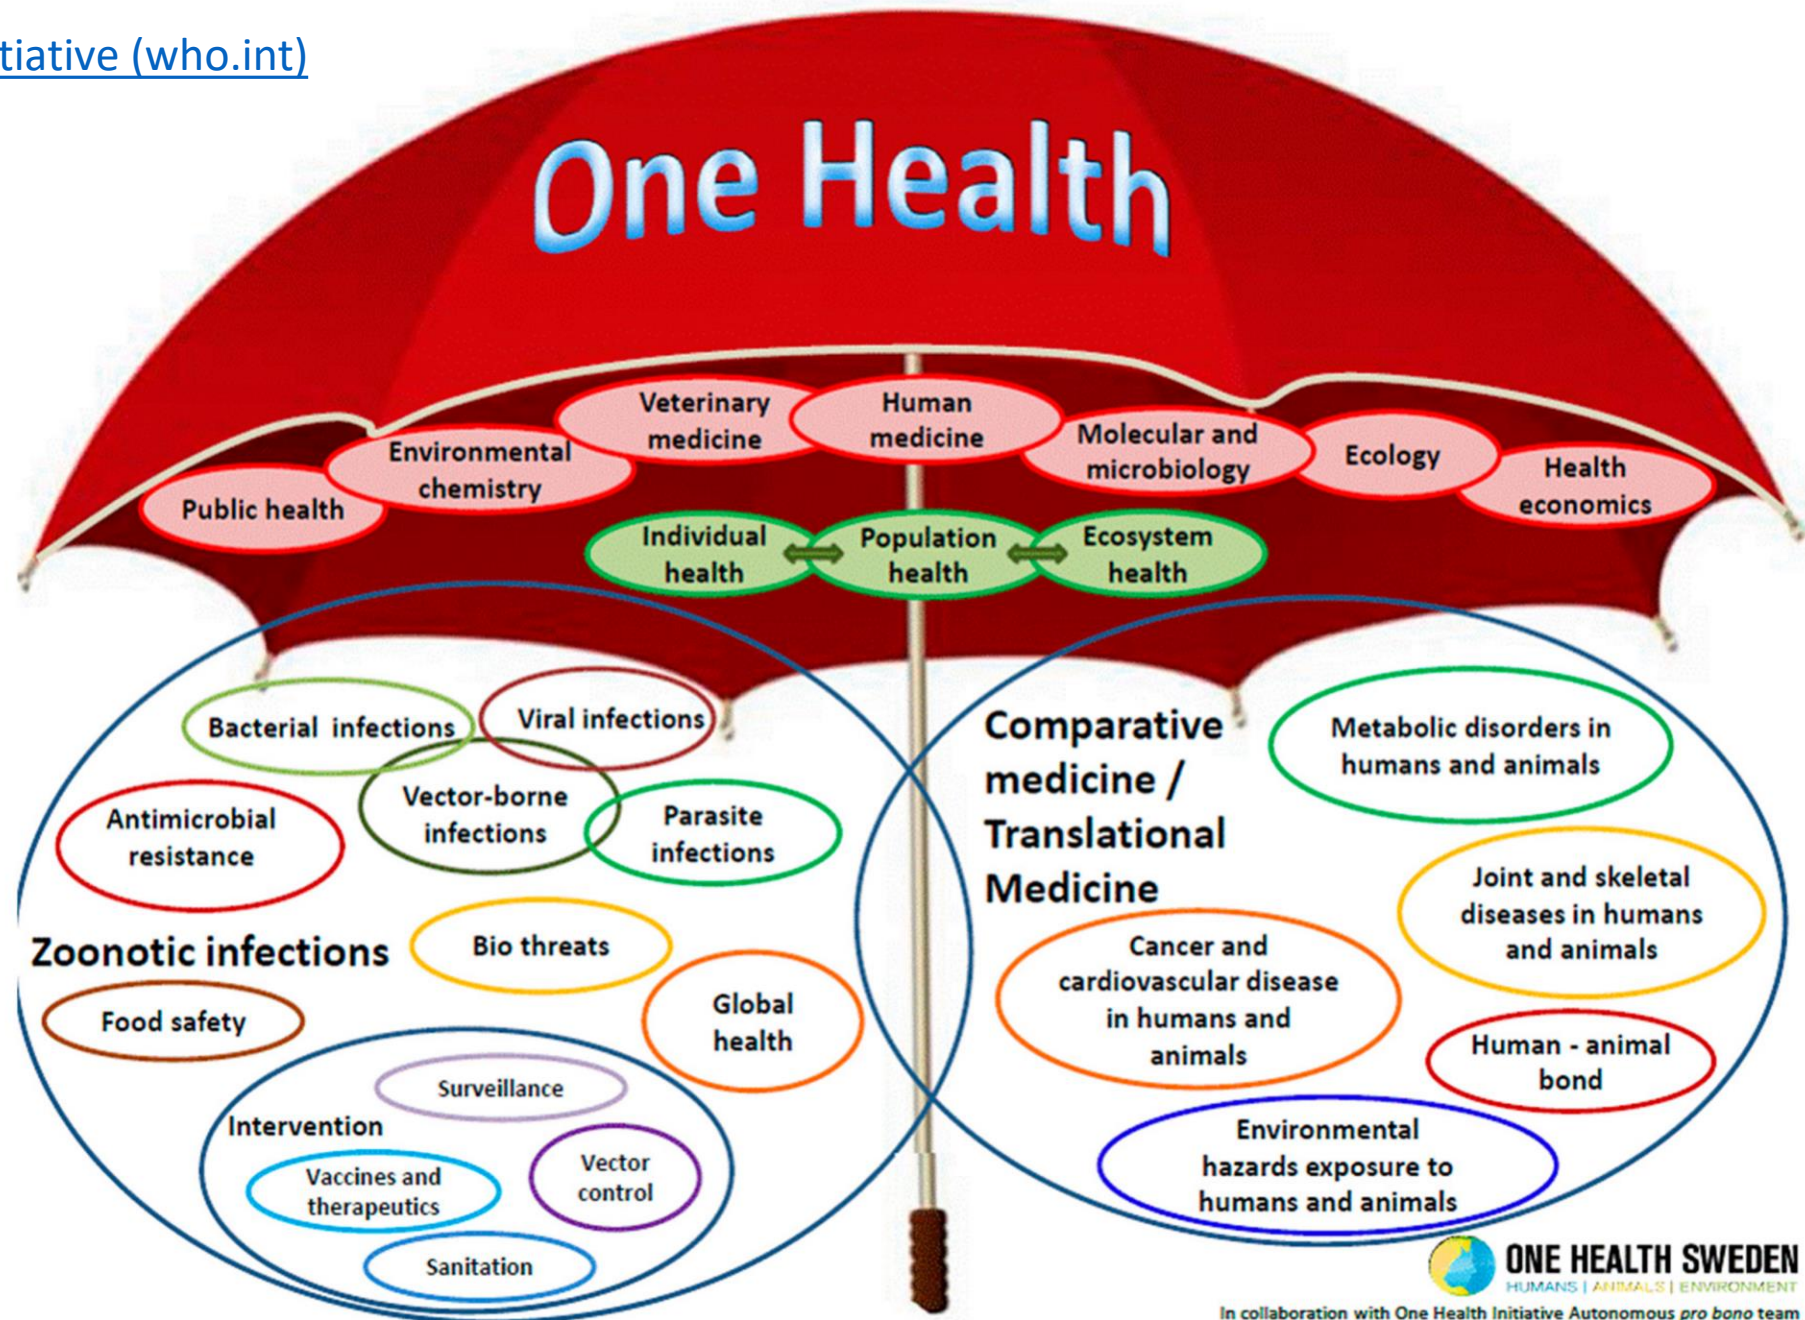 tiative (who.int)
One Health
Veterinary
medicine
Human
medicine
Molecular and
microbiology
Ecology
Health
economics
Environmental
chemistry
Public health
Individual
health
Population
health
Ecosystem
health
Bacterial infections
Viral infections
Vector-borne
infections
Parasite
infections
Antimicrobial
resistance
Zoonotic infections
Bio threats
Food safety
Global
health
Surveillance
Intervention
Vaccines and
therapeutics
Vector
control
Sanitation
Comparative
medicine /
Translational
Medicine
Metabolic disorders in
humans and animals
Joint and skeletal
diseases in humans
and animals
Cancer and
cardiovascular disease
in humans and
animals
Human - animal
bond
Environmental
hazards exposure to
humans and animals
ONE HEALTH SWEDEN
HUMANS | ANIMALS | ENVIRONMENT
In collaboration with One Health Initiative Autonomous pro bono team